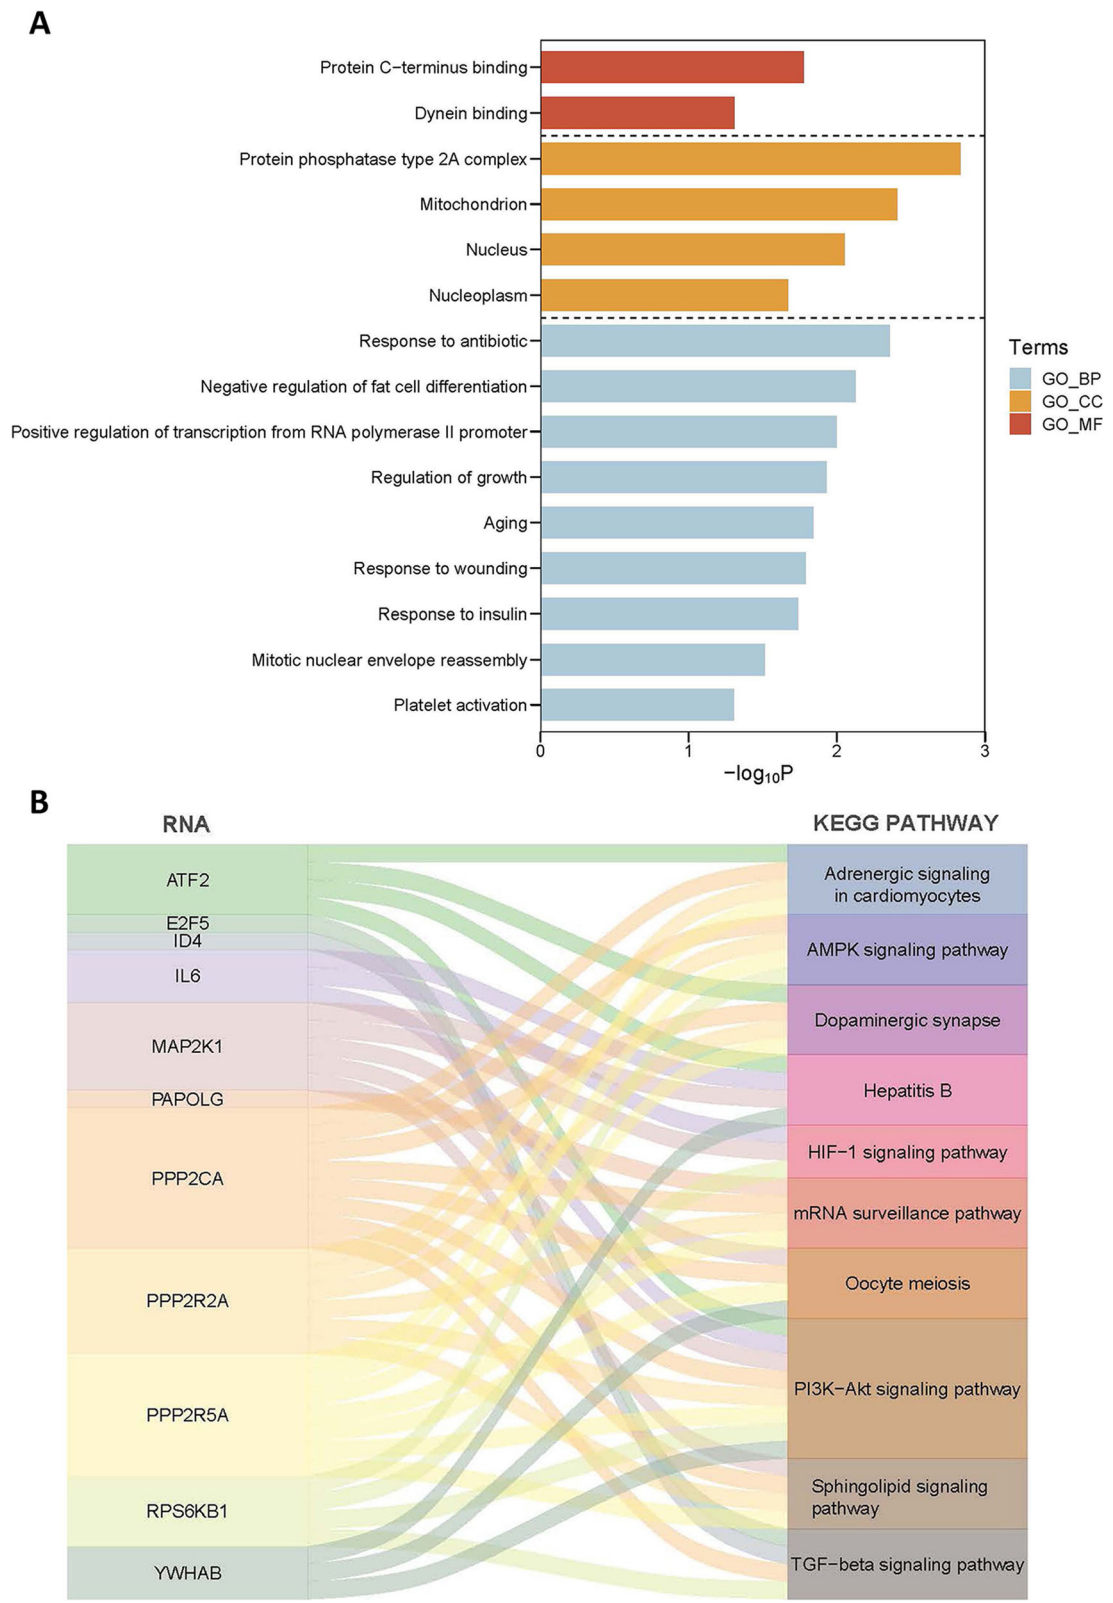 A
Protein C−terminus binding
Dynein binding
Protein phosphatase type 2A complex
Mitochondrion
Nucleus
Nucleoplasm
Response to antibiotic
Negative regulation of fat cell differentiation
Positive regulation of transcription from RNA polymerase II promoter
Regulation of growth
Aging
Response to wounding
Response to insulin
Mitotic nuclear envelope reassembly
Platelet activation
0 1 2 3
−log₁₀P
Terms
GO_BP
GO_CC
GO_MF
B
RNA
ATF2
E2F5
ID4
IL6
MAP2K1
PAPOLG
PPP2CA
PPP2R2A
PPP2R5A
RPS6KB1
YWHAB
KEGG PATHWAY
Adrenergic signaling
in cardiomyocytes
AMPK signaling pathway
Dopaminergic synapse
Hepatitis B
HIF−1 signaling pathway
mRNA surveillance pathway
Oocyte meiosis
PI3K−Akt signaling pathway
Sphingolipid signaling
pathway
TGF−beta signaling pathway